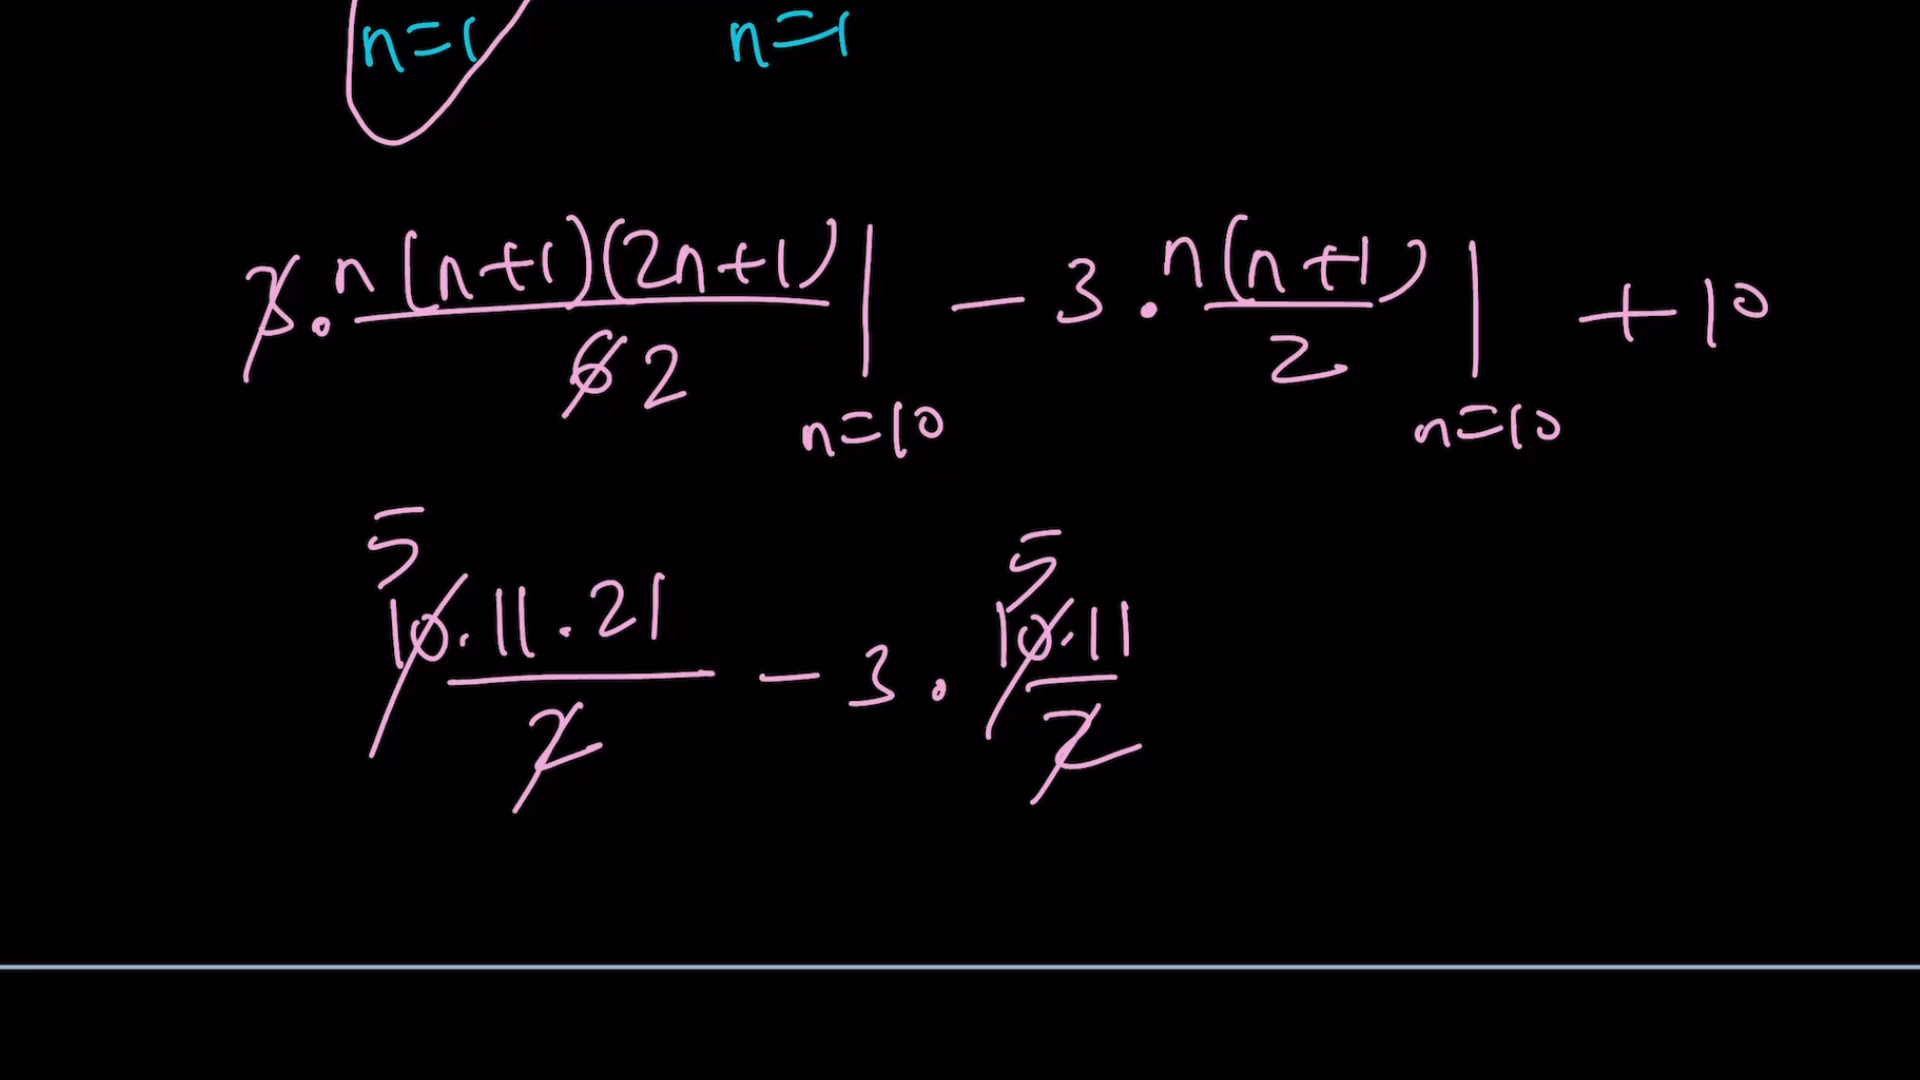 n=1 n=1
3 · n(n+1)(2n+1)/6 2 | n=10 − 3 · n(n+1)/2 | n=10 + 10
5 5
10·11·21/2 − 3 · 10·11/2